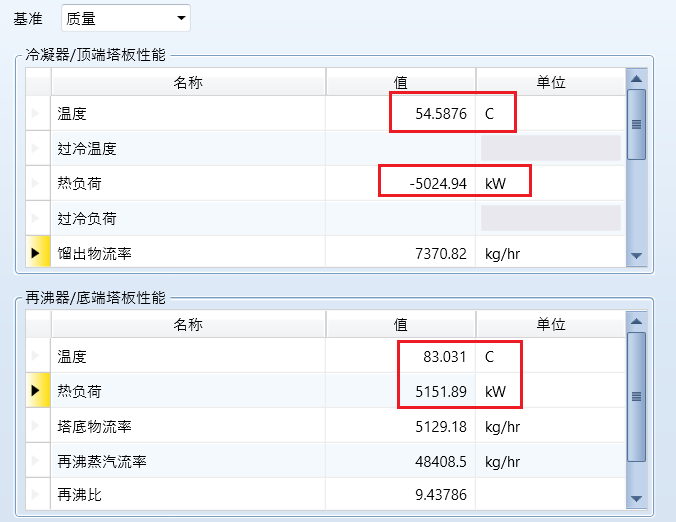 基准 质量
冷凝器/顶端塔板性能
名称 值 单位
温度 54.5876 C
过冷温度
热负荷 -5024.94 kW
过冷负荷
馏出物流率 7370.82 kg/hr
再沸器/底端塔板性能
名称 值 单位
温度 83.031 C
热负荷 5151.89 kW
塔底物流率 5129.18 kg/hr
再沸蒸汽流率 48408.5 kg/hr
再沸比 9.43786